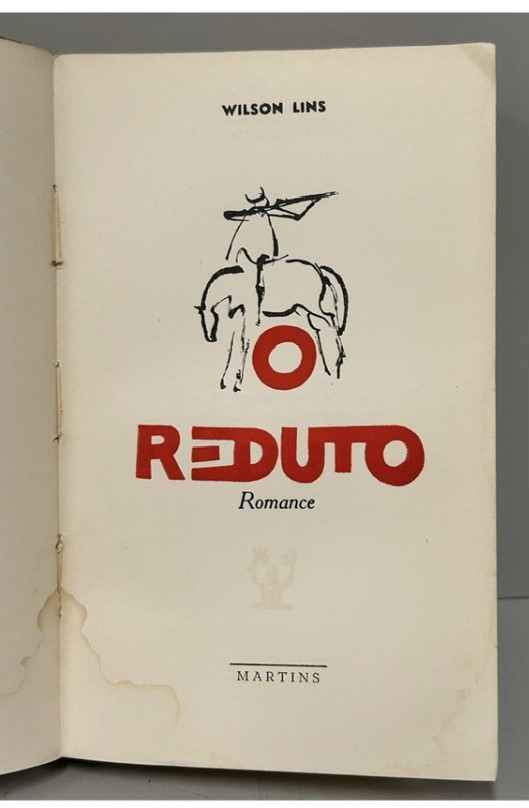 WILSON LINS
O
REDUTO
Romance
MARTINS